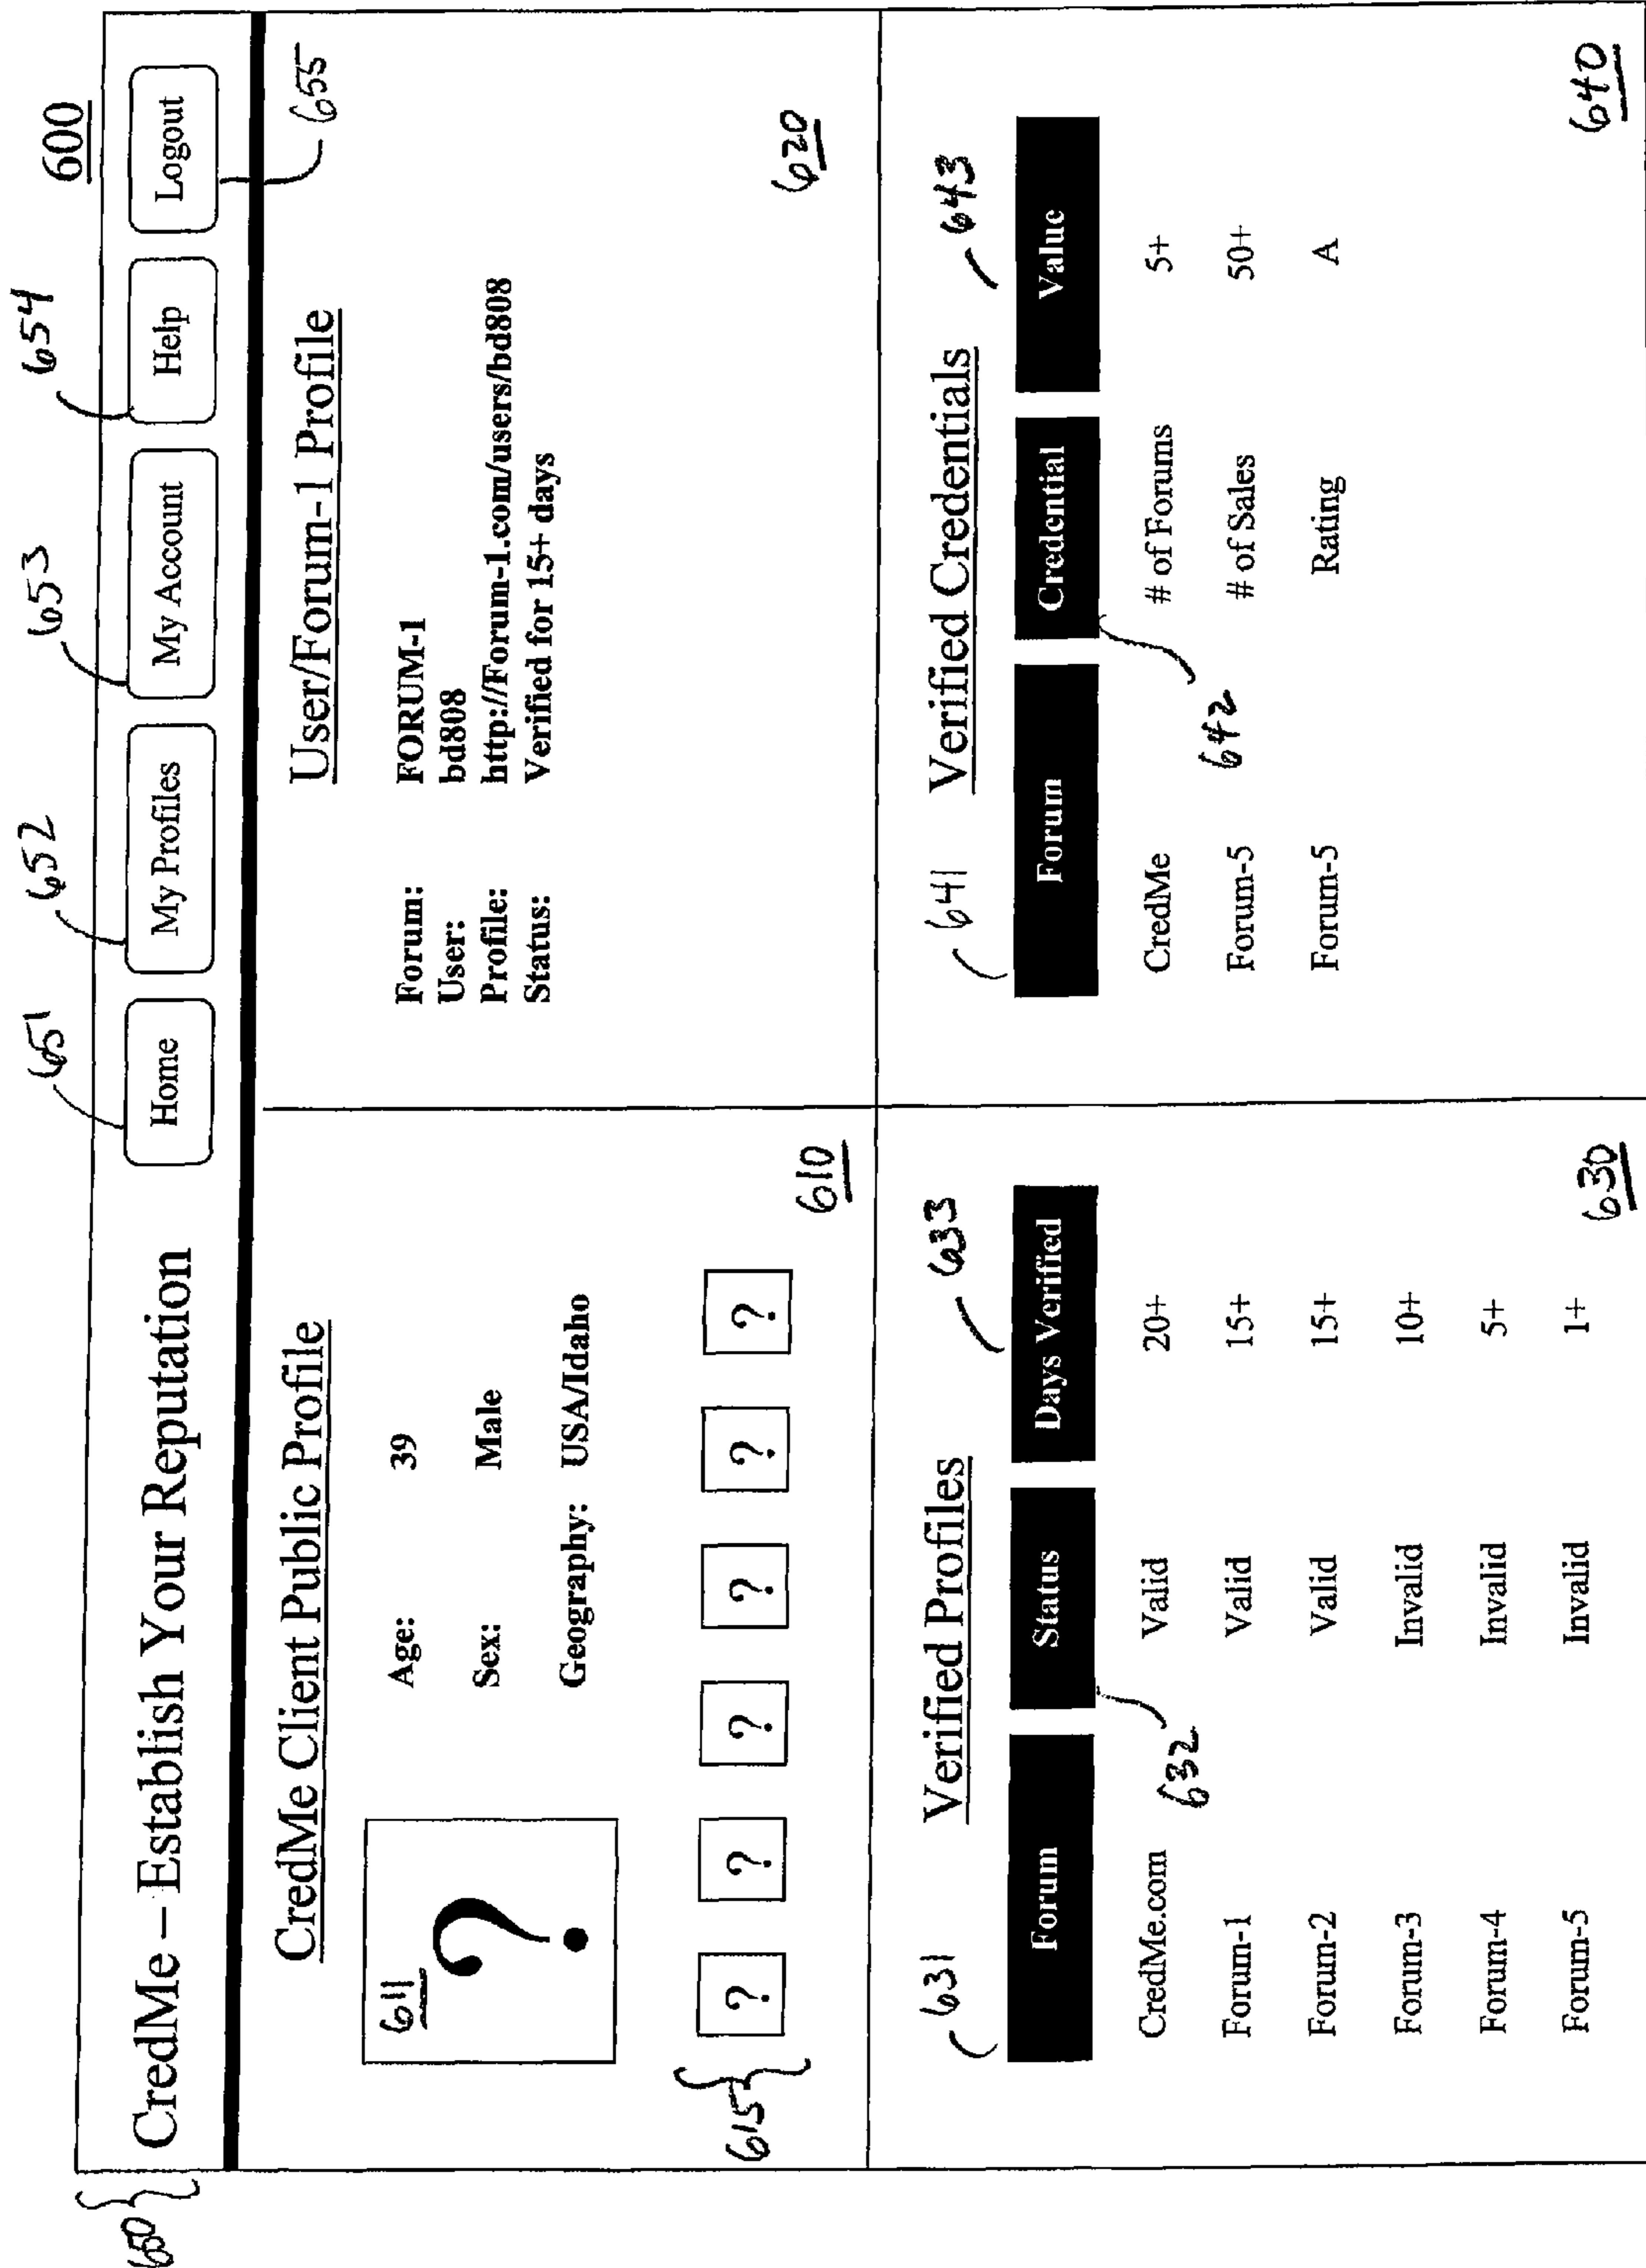 600
650
651
652
653
654
655
CredMe – Establish Your Reputation
Home
My Profiles
My Account
Help
Logout
CredMe Client Public Profile
611
?
Age: 39
Sex: Male
Geography: USA/Idaho
615
? ? ? ? ? ?
610
User/Forum-1 Profile
Forum: FORUM-1
User: bd808
Profile: http://Forum-1.com/users/bd808
Status: Verified for 15+ days
620
631
Verified Profiles
633
Forum Status Days Verified
632
CredMe.com Valid 20+
Forum-1 Valid 15+
Forum-2 Valid 15+
Forum-3 Invalid 10+
Forum-4 Invalid 5+
Forum-5 Invalid 1+
630
641
Verified Credentials
643
Forum Credential Value
642
CredMe # of Forums 5+
Forum-5 # of Sales 50+
Forum-5 Rating A
640